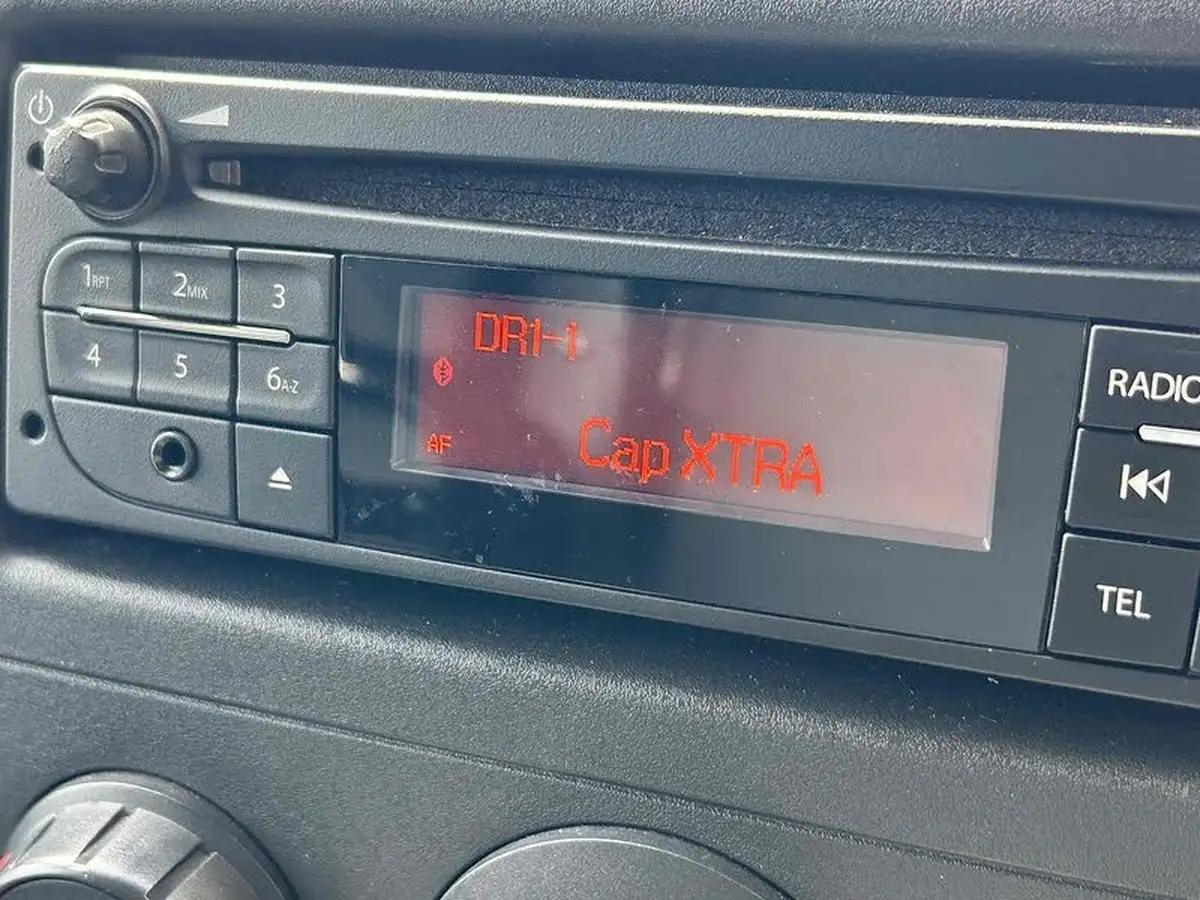 1RPT 2MIX 3
4 5 6A-Z
DR1-1
AF
Cap XTRA
RADIO
TEL